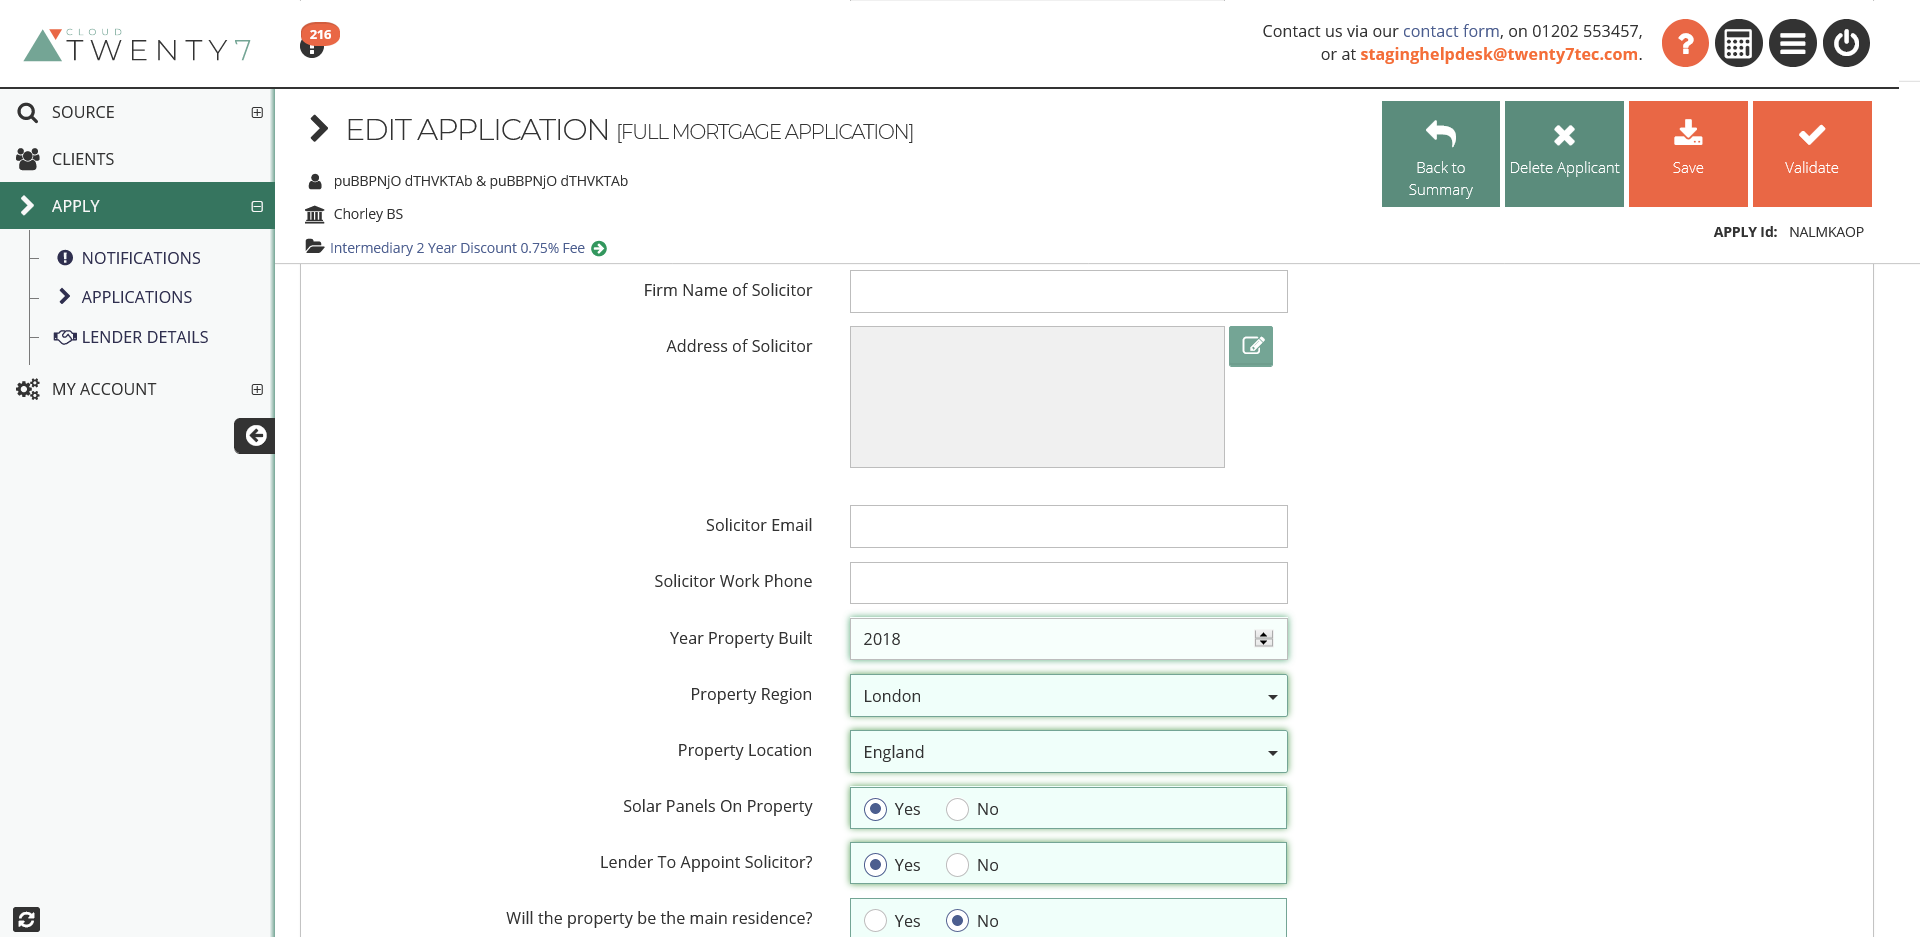 CLOUD
TWENTY 7
216
Contact us via our contact form, on 01202 553457,
or at staginghelpdesk@twenty7tec.com.
SOURCE
CLIENTS
APPLY
NOTIFICATIONS
APPLICATIONS
LENDER DETAILS
MY ACCOUNT
EDIT APPLICATION [FULL MORTGAGE APPLICATION]
puBBPNjO dTHVKTAb & puBBPNjO dTHVKTAb
Chorley BS
Intermediary 2 Year Discount 0.75% Fee
Back to
Summary
Delete Applicant
Save
Validate
APPLY Id: NALMKAOP
Firm Name of Solicitor
Address of Solicitor
Solicitor Email
Solicitor Work Phone
Year Property Built 2018
Property Region London
Property Location England
Solar Panels On Property Yes No
Lender To Appoint Solicitor? Yes No
Will the property be the main residence? Yes No